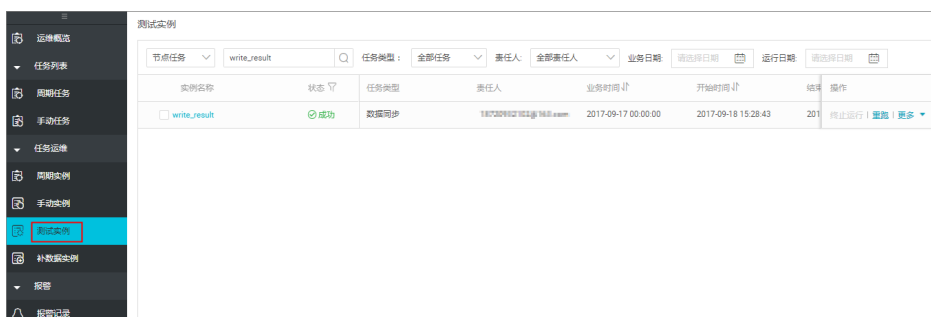 运维概览
任务列表
周期任务
手动任务
任务运维
周期实例
手动实例
测试实例
补数据实例
报警
报警记录
测试实例
节点任务 write_result 任务类型： 全部任务 责任人: 全部责任人 业务日期: 请选择日期 运行日期: 请选择日期
实例名称 状态 任务类型 责任人 业务时间 开始时间 结束 操作
write_result 成功 数据同步 2017-09-17 00:00:00 2017-09-18 15:28:43 201 终止运行 | 重跑 | 更多